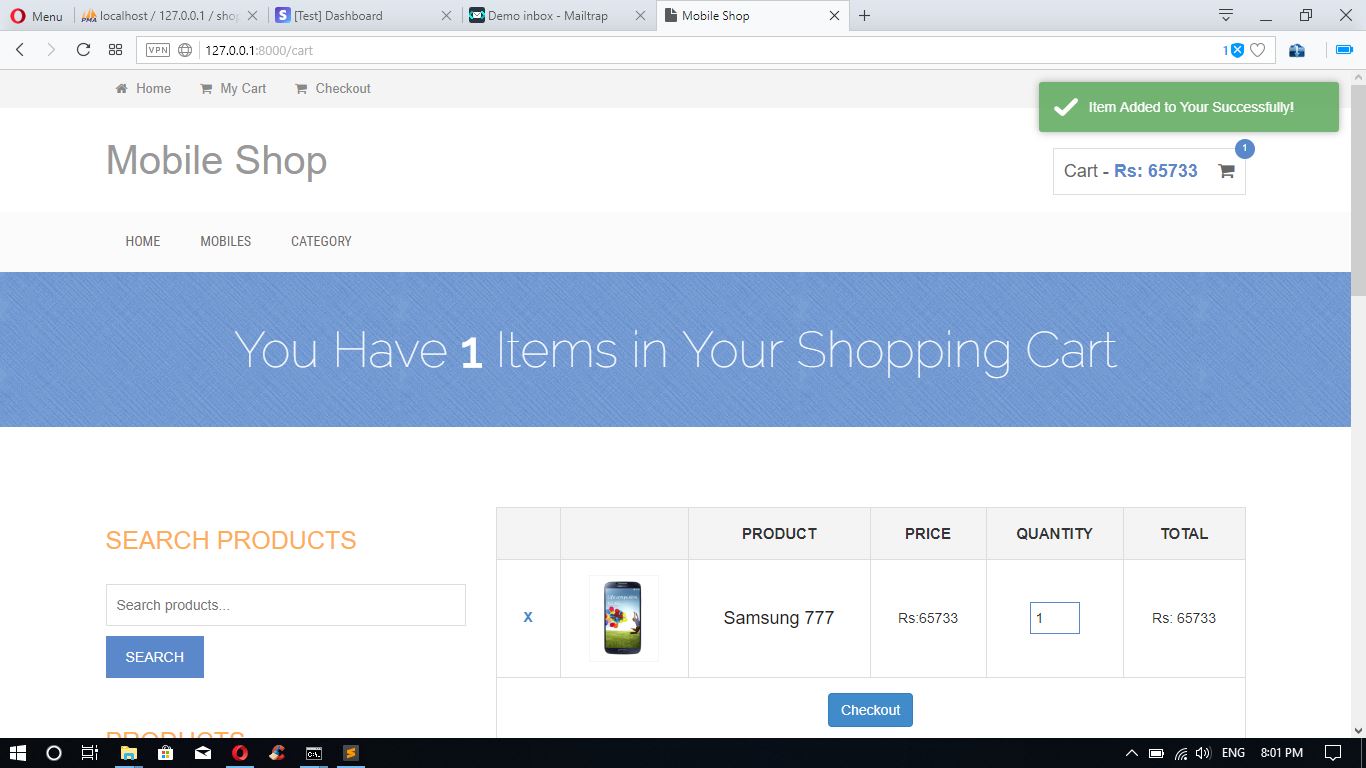 Menu
PMA localhost / 127.0.0.1 / shop
S [Test] Dashboard
Demo inbox - Mailtrap
Mobile Shop
VPN 127.0.0.1:8000/cart
1
Home My Cart Checkout
Item Added to Your Successfully!
Mobile Shop
1
Cart - Rs: 65733
HOME MOBILES CATEGORY
You Have 1 Items in Your Shopping Cart
SEARCH PRODUCTS
Search products...
SEARCH
PRODUCTS
PRODUCT PRICE QUANTITY TOTAL
X Samsung 777 Rs:65733 1 Rs: 65733
Checkout
ENG 8:01 PM